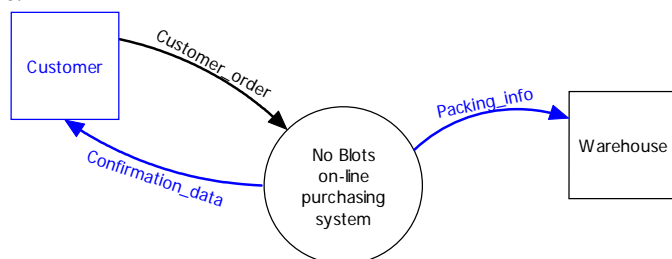 Customer
Customer_order
Confirmation_data
No Blots
on-line
purchasing
system
Packing_info
Warehouse